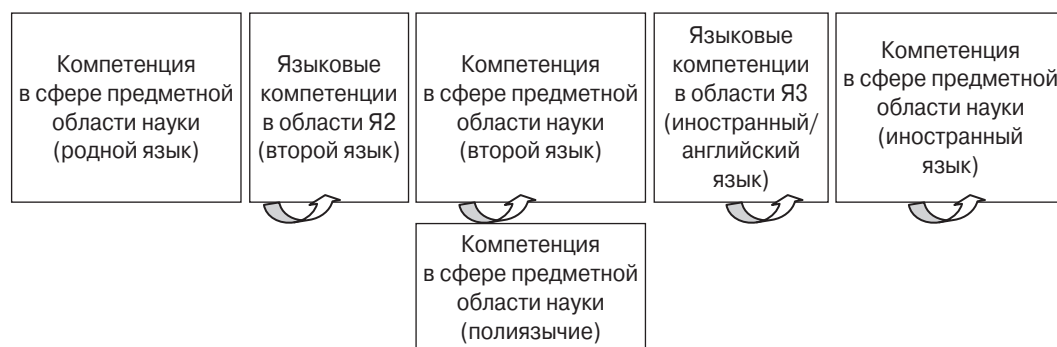 Компетенция
в сфере предметной
области науки
(родной язык)
Языковые
компетенции
в области Я2
(второй язык)
Компетенция
в сфере предметной
области науки
(второй язык)
Языковые
компетенции
в области Я3
(иностранный/
английский
язык)
Компетенция
в сфере предметной
области науки
(иностранный
язык)
Компетенция
в сфере предметной
области науки
(полиязычие)